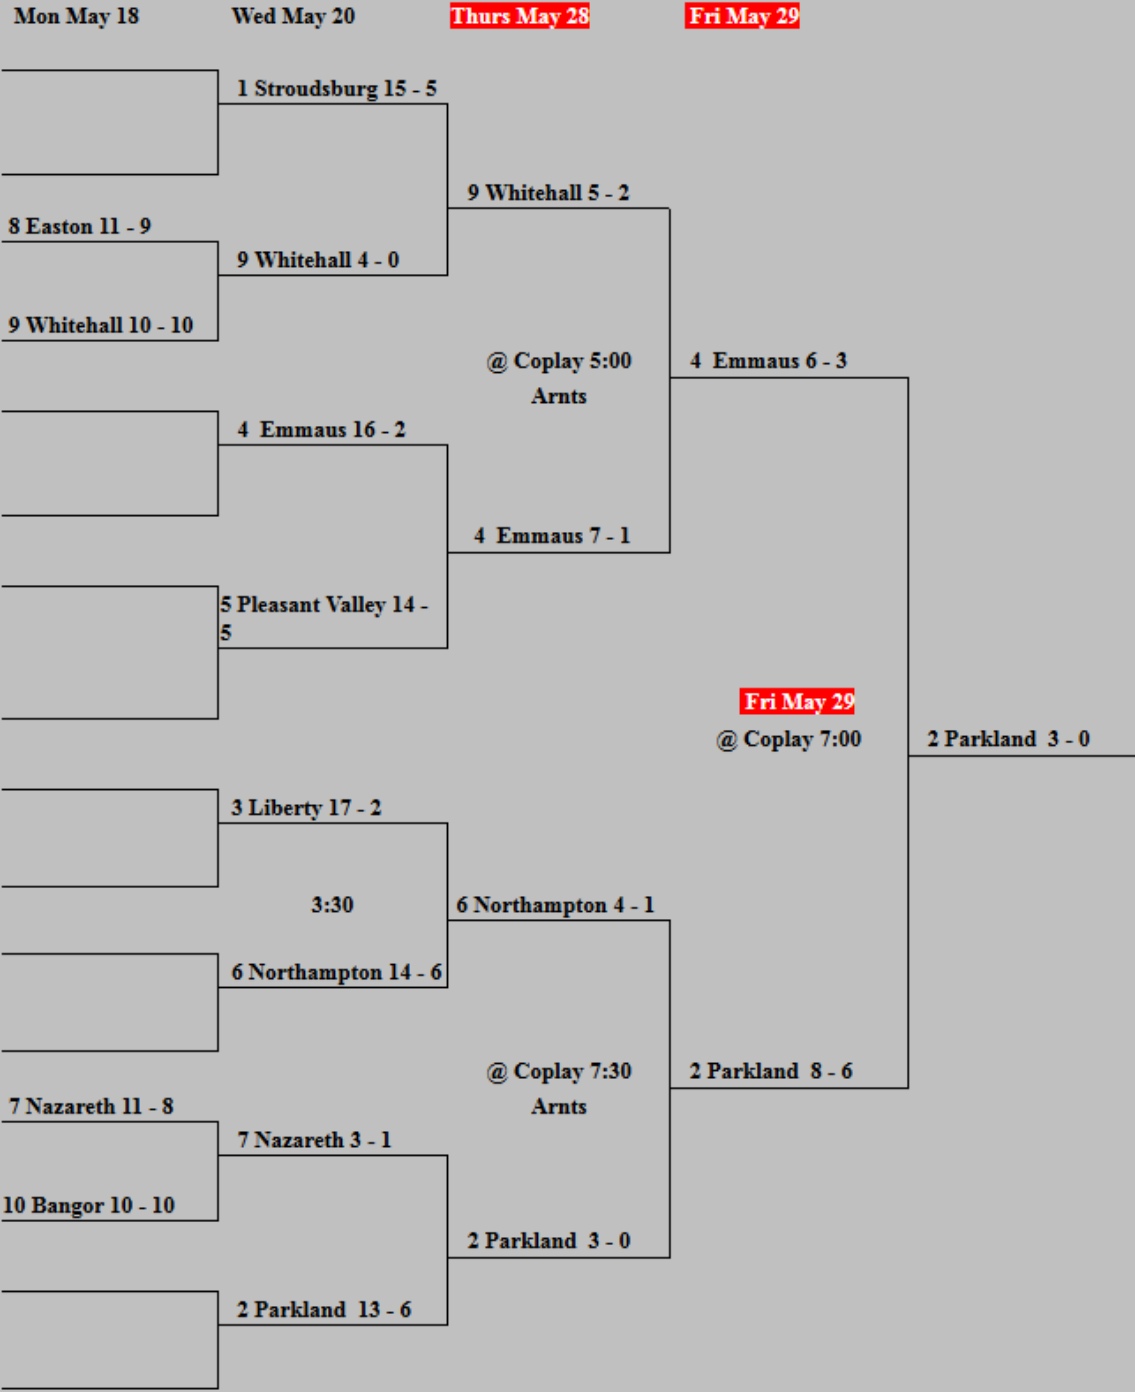 Mon May 18
Wed May 20
Thurs May 28
Fri May 29
1 Stroudsburg 15 - 5
9 Whitehall 5 - 2
8 Easton 11 - 9
9 Whitehall 4 - 0
9 Whitehall 10 - 10
@ Coplay 5:00
Arnts
4 Emmaus 6 - 3
4 Emmaus 16 - 2
4 Emmaus 7 - 1
5 Pleasant Valley 14 -
5
Fri May 29
@ Coplay 7:00
2 Parkland 3 - 0
3 Liberty 17 - 2
3:30
6 Northampton 4 - 1
6 Northampton 14 - 6
@ Coplay 7:30
Arnts
2 Parkland 8 - 6
7 Nazareth 11 - 8
7 Nazareth 3 - 1
10 Bangor 10 - 10
2 Parkland 3 - 0
2 Parkland 13 - 6